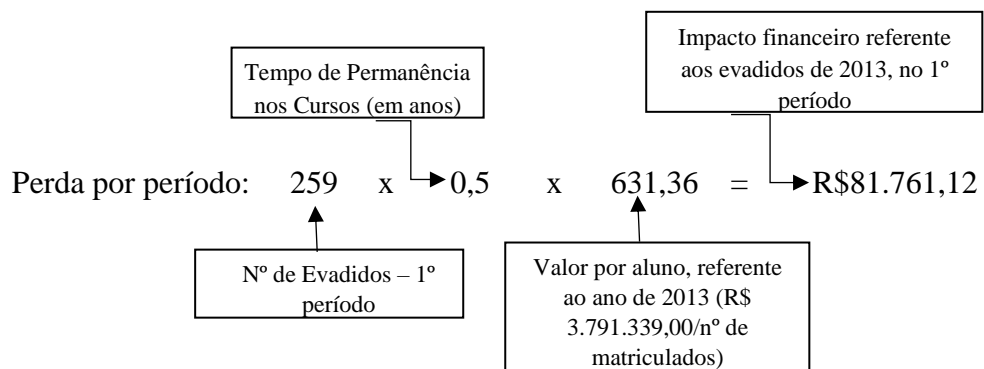 Impacto financeiro referente
aos evadidos de 2013, no 1º
período
Tempo de Permanência
nos Cursos (em anos)
Perda por período: 259 x 0,5 x 631,36 = R$81.761,12
Nº de Evadidos – 1º
período
Valor por aluno, referente
ao ano de 2013 (R$
3.791.339,00/nº de
matriculados)